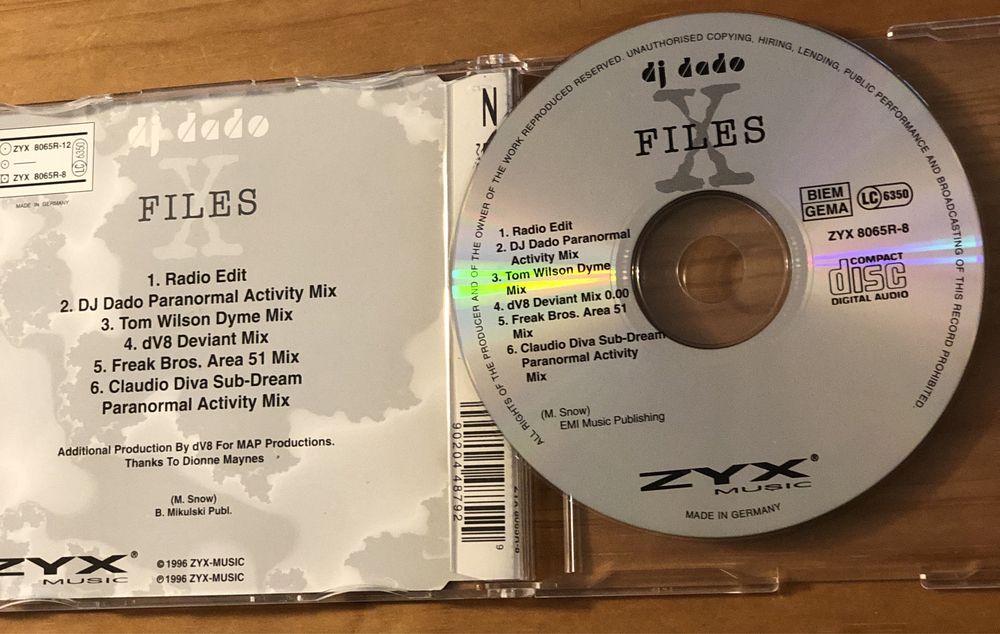 ZYX 8065R-12
ZYX 8065R-8
LC 6350
MADE IN GERMANY
dj dado
X
FILES
1. Radio Edit
2. DJ Dado Paranormal Activity Mix
3. Tom Wilson Dyme Mix
4. dV8 Deviant Mix
5. Freak Bros. Area 51 Mix
6. Claudio Diva Sub-Dream
Paranormal Activity Mix
Additional Production By dV8 For MAP Productions.
Thanks To Dionne Maynes
(M. Snow)
B. Mikulski Publ.
ZYX®
MUSIC
©1996 ZYX-MUSIC
℗1996 ZYX-MUSIC
N
90204 48792
9
ALL RIGHTS OF THE PRODUCER AND OF THE OWNER OF THE WORK REPRODUCED RESERVED. UNAUTHORISED COPYING, HIRING, LENDING, PUBLIC PERFORMANCE AND BROADCASTING OF THIS RECORD PROHIBITED.
dj dado
X
FILES
BIEM
GEMA
LC 6350
ZYX 8065R-8
COMPACT
disc
DIGITAL AUDIO
1. Radio Edit
2. DJ Dado Paranormal
Activity Mix
3. Tom Wilson Dyme
Mix
4. dV8 Deviant Mix 0.00
5. Freak Bros. Area 51
Mix
6. Claudio Diva Sub-Dream
Paranormal Activity
Mix
(M. Snow)
EMI Music Publishing
ZYX®
MUSIC
MADE IN GERMANY